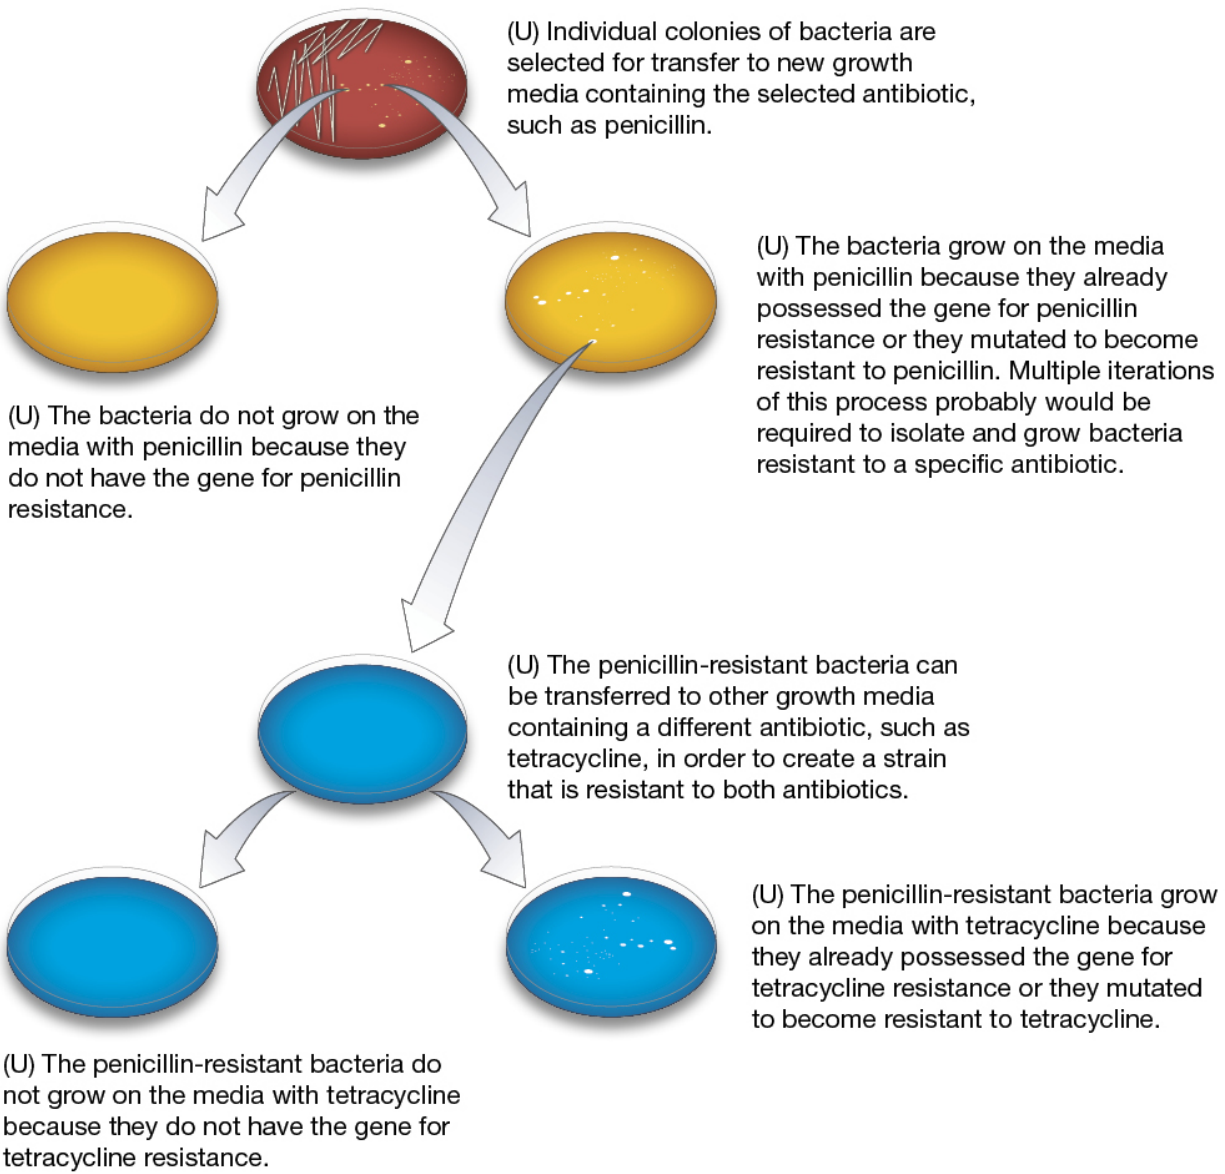 (U) Individual colonies of bacteria are
selected for transfer to new growth
media containing the selected antibiotic,
such as penicillin.
(U) The bacteria grow on the media
with penicillin because they already
possessed the gene for penicillin
resistance or they mutated to become
resistant to penicillin. Multiple iterations
of this process probably would be
required to isolate and grow bacteria
resistant to a specific antibiotic.
(U) The bacteria do not grow on the
media with penicillin because they
do not have the gene for penicillin
resistance.
(U) The penicillin-resistant bacteria can
be transferred to other growth media
containing a different antibiotic, such as
tetracycline, in order to create a strain
that is resistant to both antibiotics.
(U) The penicillin-resistant bacteria grow
on the media with tetracycline because
they already possessed the gene for
tetracycline resistance or they mutated
to become resistant to tetracycline.
(U) The penicillin-resistant bacteria do
not grow on the media with tetracycline
because they do not have the gene for
tetracycline resistance.